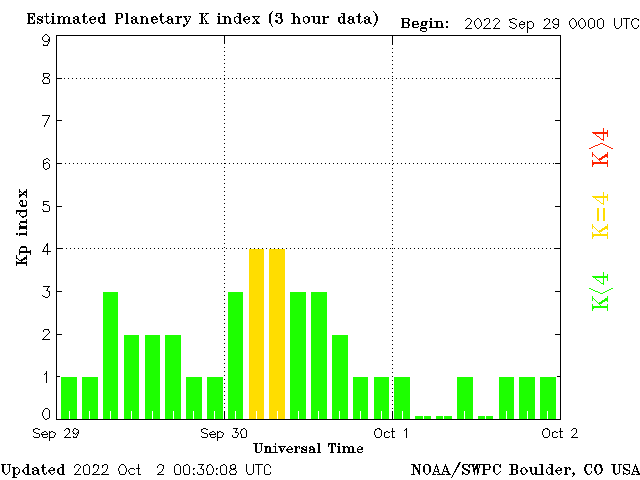 Estimated Planetary K index (3 hour data)
Begin: 2022 Sep 29 0000 UTC
9
8
7
6
5
4
3
2
1
0
Kp index
K>4
K=4
K<4
Sep 29
Sep 30
Oct 1
Oct 2
Universal Time
Updated 2022 Oct 2 00:30:08 UTC
NOAA/SWPC Boulder, CO USA